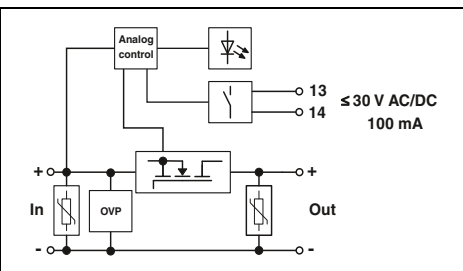 Analog
control
13
14
≤ 30 V AC/DC
100 mA
+
+
In
OVP
Out
-
-